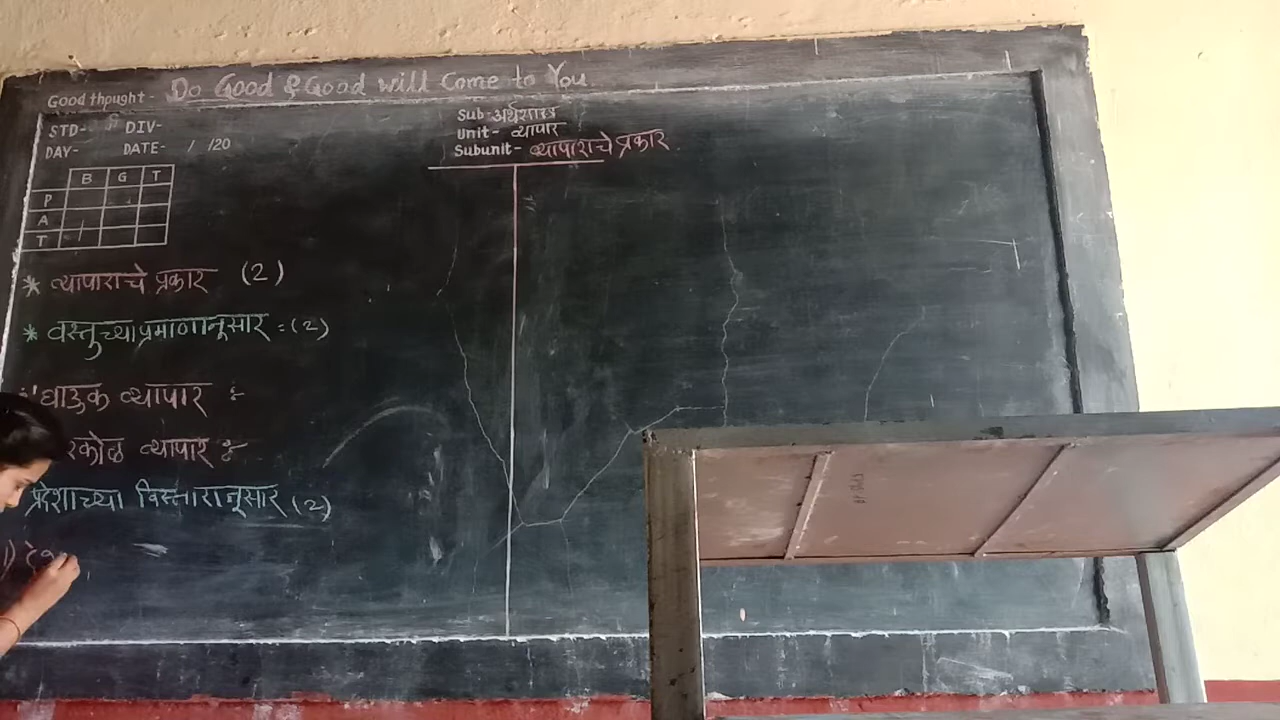 Good thought- Do Good & Good will Come to You
STD- DIV-
DAY- DATE- / /20
B G T
P
A
T
Sub-अर्थशास्त्र
Unit- व्यापार
Subunit- व्यापाराचे प्रकार.
* व्यापाराचे प्रकार (2)
* वस्तुच्या प्रमाणानुसार :- (2)
घाऊक व्यापार :-
रकोळ व्यापार :-
प्रदेशाच्या विस्तारानुसार (2)
1)